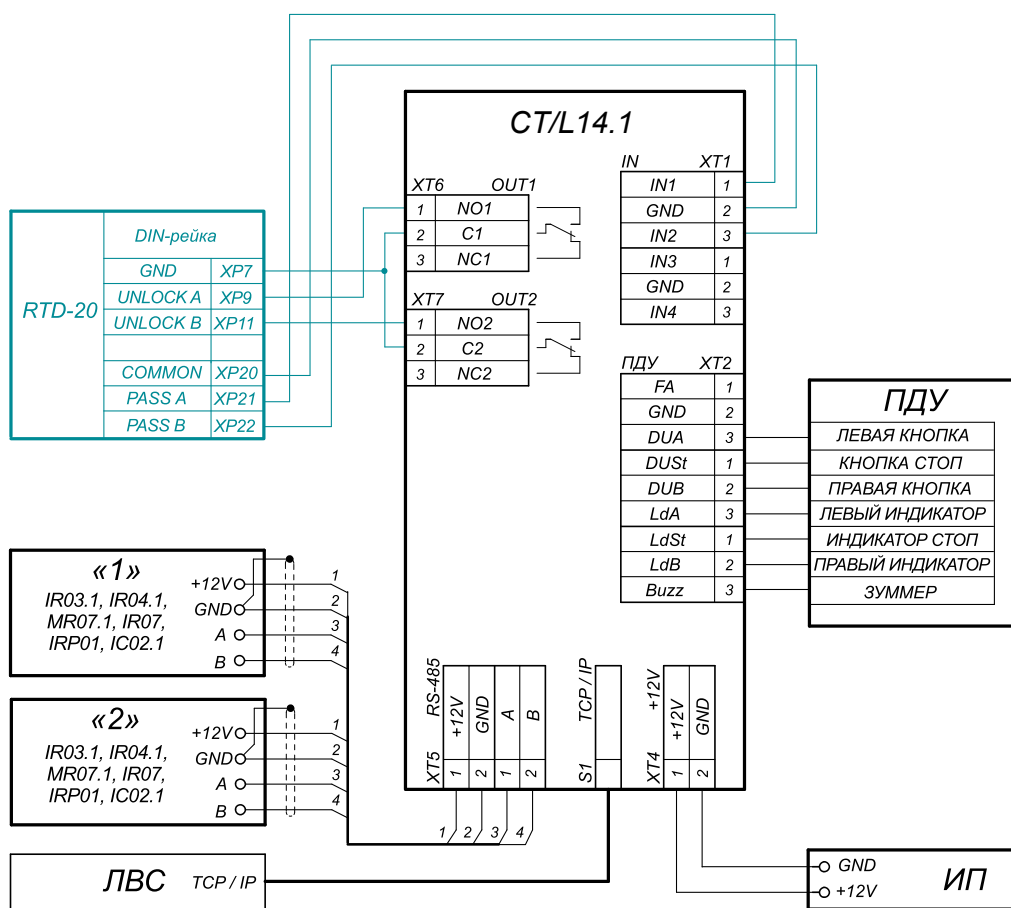 CT/L14.1
IN XT1
IN1 1
GND 2
IN2 3
IN3 1
GND 2
IN4 3
XT6 OUT1
1 NO1
2 C1
3 NC1
XT7 OUT2
1 NO2
2 C2
3 NC2
RTD-20
DIN-рейка
GND XP7
UNLOCK A XP9
UNLOCK B XP11
COMMON XP20
PASS A XP21
PASS B XP22
ПДУ XT2
FA 1
GND 2
DUA 3
DUSt 1
DUB 2
LdA 3
LdSt 1
LdB 2
Buzz 3
ПДУ
ЛЕВАЯ КНОПКА
КНОПКА СТОП
ПРАВАЯ КНОПКА
ЛЕВЫЙ ИНДИКАТОР
ИНДИКАТОР СТОП
ПРАВЫЙ ИНДИКАТОР
ЗУММЕР
«1»
IR03.1, IR04.1,
MR07.1, IR07,
IRP01, IC02.1
+12V 1
GND 2
A 3
B 4
«2»
IR03.1, IR04.1,
MR07.1, IR07,
IRP01, IC02.1
+12V 1
GND 2
A 3
B 4
RS-485
XT5
+12V 1
GND 2
A 1
B 2
1 2 3 4
TCP / IP
S1
+12V
XT4
+12V 1
GND 2
ЛВС TCP / IP
GND
+12V
ИП